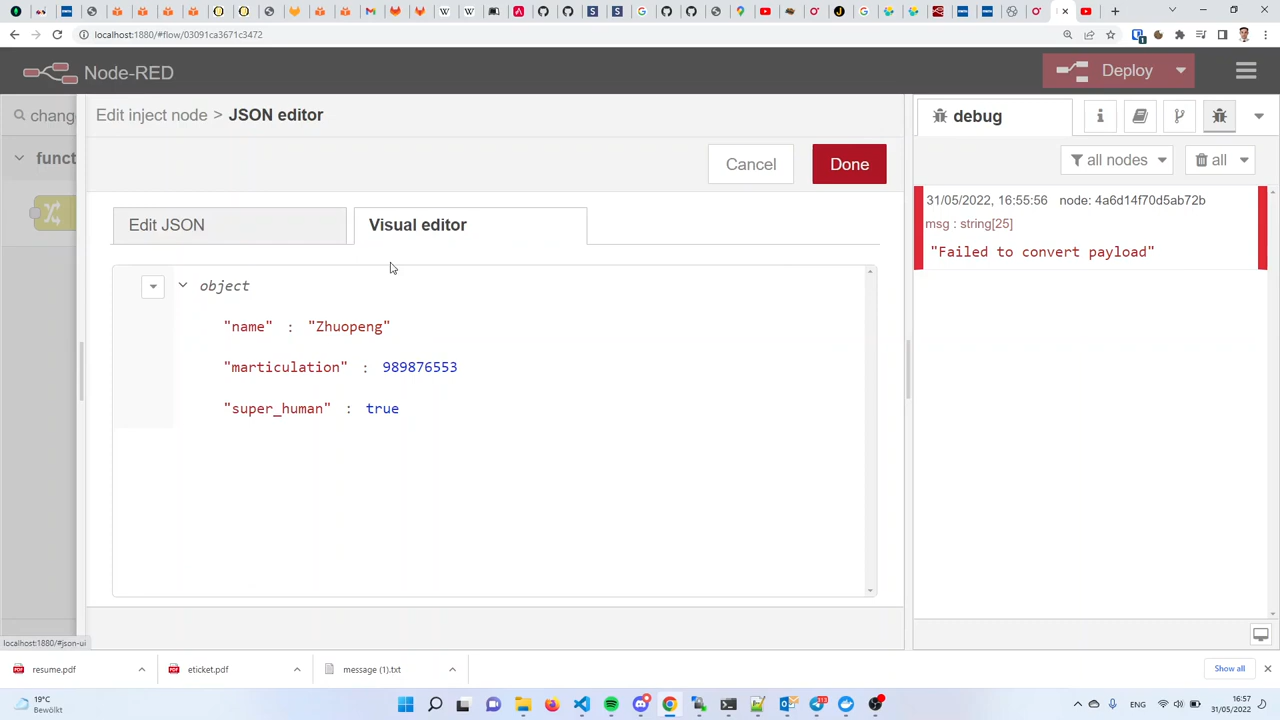 localhost:1880/#flow/03091ca3671c3472
Node-RED
Deploy
chang
Edit inject node > JSON editor
debug
funct
Cancel
Done
all nodes
all
Edit JSON
Visual editor
31/05/2022, 16:55:56 node: 4a6d14f70d5ab72b
msg : string[25]
"Failed to convert payload"
object
"name" : "Zhuopeng"
"marticulation" : 989876553
"super_human" : true
localhost:1880/#json-ui
resume.pdf
eticket.pdf
message (1).txt
Show all
19°C
Bewölkt
ENG
16:57
31/05/2022